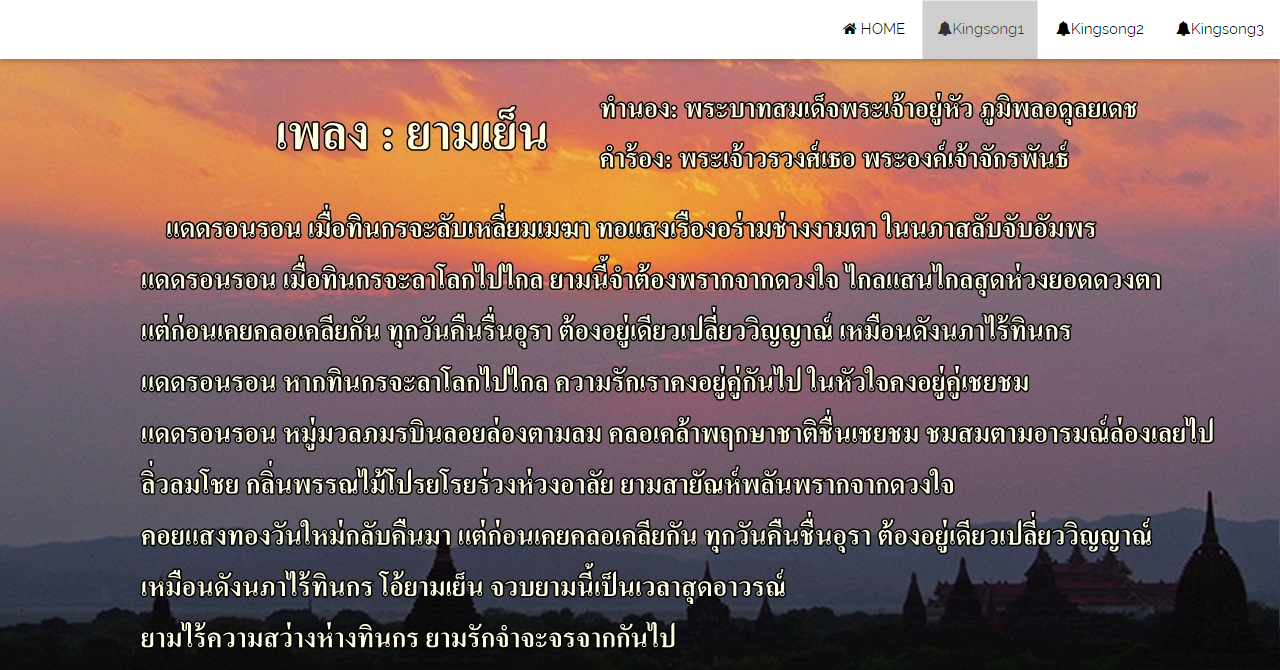 HOME Kingsong1 Kingsong2 Kingsong3
เพลง : ยามเย็น
ทำนอง: พระบาทสมเด็จพระเจ้าอยู่หัว ภูมิพลอดุลยเดช
คำร้อง: พระเจ้าวรวงศ์เธอ พระองค์เจ้าจักรพันธ์
แดดรอนรอน เมื่อทินกรจะลับเหลี่ยมเมฆา ทอแสงเรืองอร่ามช่างงามตา ในนภาสลับจับอัมพร
แดดรอนรอน เมื่อทินกรจะลาโลกไปไกล ยามนี้จำต้องพรากจากดวงใจ ไกลแสนไกลสุดห่วงยอดดวงตา
แต่ก่อนเคยคลอเคลียกัน ทุกวันคืนรื่นอุรา ต้องอยู่เดียวเปลี่ยววิญญาณ์ เหมือนดังนภาไร้ทินกร
แดดรอนรอน หากทินกรจะลาโลกไปไกล ความรักเราคงอยู่คู่กันไป ในหัวใจคงอยู่คู่เชยชม
แดดรอนรอน หมู่มวลภมรบินลอยล่องตามลม คลอเคล้าพฤกษาชาติชื่นเชยชม ชมสมตามอารมณ์ล่องเลยไป
ลิ่วลมโชย กลิ่นพรรณไม้โปรยโรยร่วงห่วงอาลัย ยามสายัณห์พลันพรากจากดวงใจ
คอยแสงทองวันใหม่กลับคืนมา แต่ก่อนเคยคลอเคลียกัน ทุกวันคืนชื่นอุรา ต้องอยู่เดียวเปลี่ยววิญญาณ์
เหมือนดังนภาไร้ทินกร โอ้ยามเย็น จวบยามนี้เป็นเวลาสุดอาวรณ์
ยามไร้ความสว่างห่างทินกร ยามรักจำจะจรจากกันไป